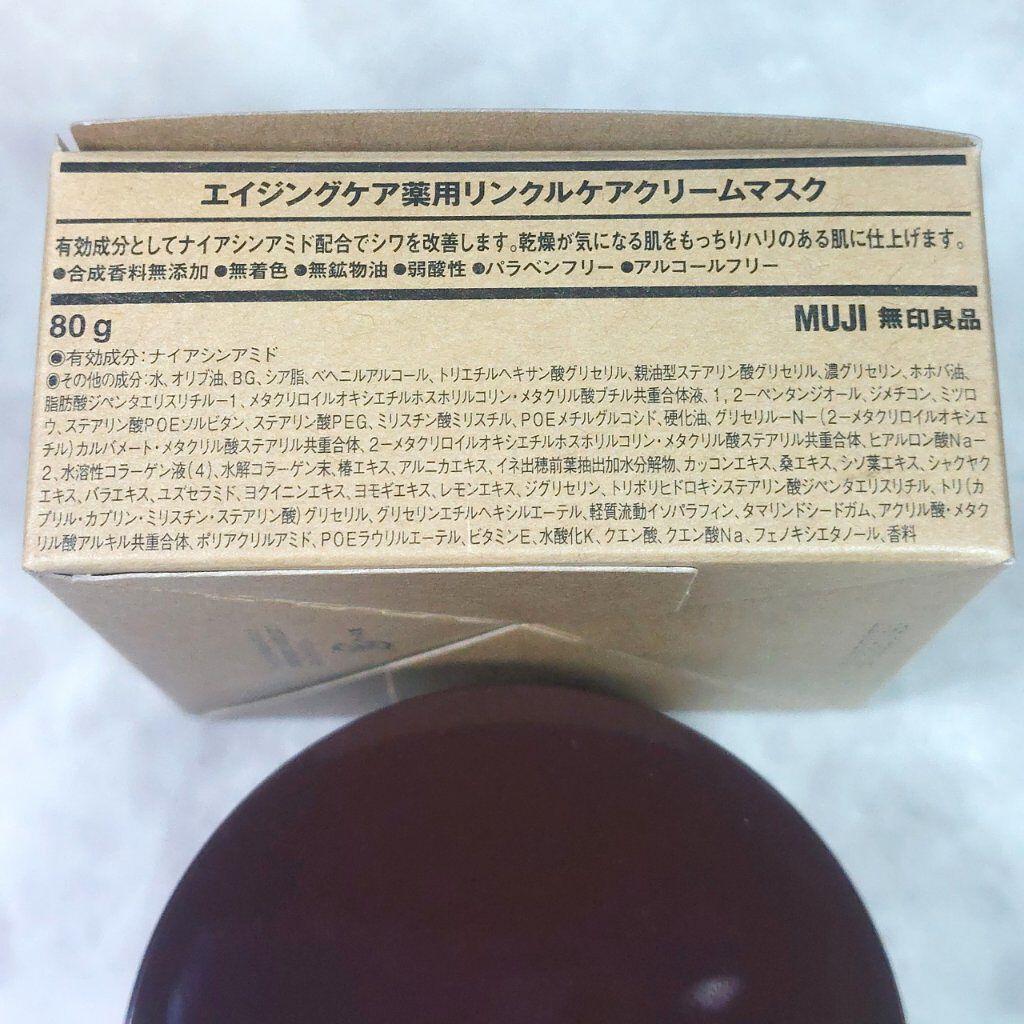 エイジングケア薬用リンクルケアクリームマスク
有効成分としてナイアシンアミド配合でシワを改善します。乾燥が気になる肌をもっちりハリのある肌に仕上げます。
●合成香料無添加 ●無着色 ●無鉱物油 ●弱酸性 ●パラベンフリー ●アルコールフリー
80g
MUJI 無印良品
●有効成分：ナイアシンアミド
●その他の成分：水、オリブ油、BG、シア脂、ベヘニルアルコール、トリエチルヘキサン酸グリセリル、親油型ステアリン酸グリセリル、濃グリセリン、ホホバ油、
脂肪酸ジペンタエリスリチルー1、メタクリロイルオキシエチルホスホリルコリン・メタクリル酸ブチル共重合体液、1，2-ペンタンジオール、ジメチコン、ミツロ
ウ、ステアリン酸POEソルビタン、ステアリン酸PEG、ミリスチン酸ミリスチル、POEメチルグルコシド、硬化油、グリセリルーN-(2-メタクリロイルオキシエ
チル)カルバメート・メタクリル酸ステアリル共重合体、2-メタクリロイルオキシエチルホスホリルコリン・メタクリル酸ステアリル共重合体、ヒアルロン酸Na-
2、水溶性コラーゲン液(4)、水解コラーゲン末、椿エキス、アルニカエキス、イネ出穂前葉抽出加水分解物、カッコンエキス、桑エキス、シソ葉エキス、シャクヤク
エキス、バラエキス、ユズセラミド、ヨクイニンエキス、ヨモギエキス、レモンエキス、ジグリセリン、トリポリヒドロキシステアリン酸ジペンタエリスリチル、トリ(カ
プリル・カプリン・ミリスチン・ステアリン酸)グリセリル、グリセリンエチルヘキシルエーテル、軽質流動イソパラフィン、タマリンドシードガム、アクリル酸・メタク
リル酸アルキル共重合体、ポリアクリルアミド、POEラウリルエーテル、ビタミンE、水酸化K、クエン酸、クエン酸Na、フェノキシエタノール、香料